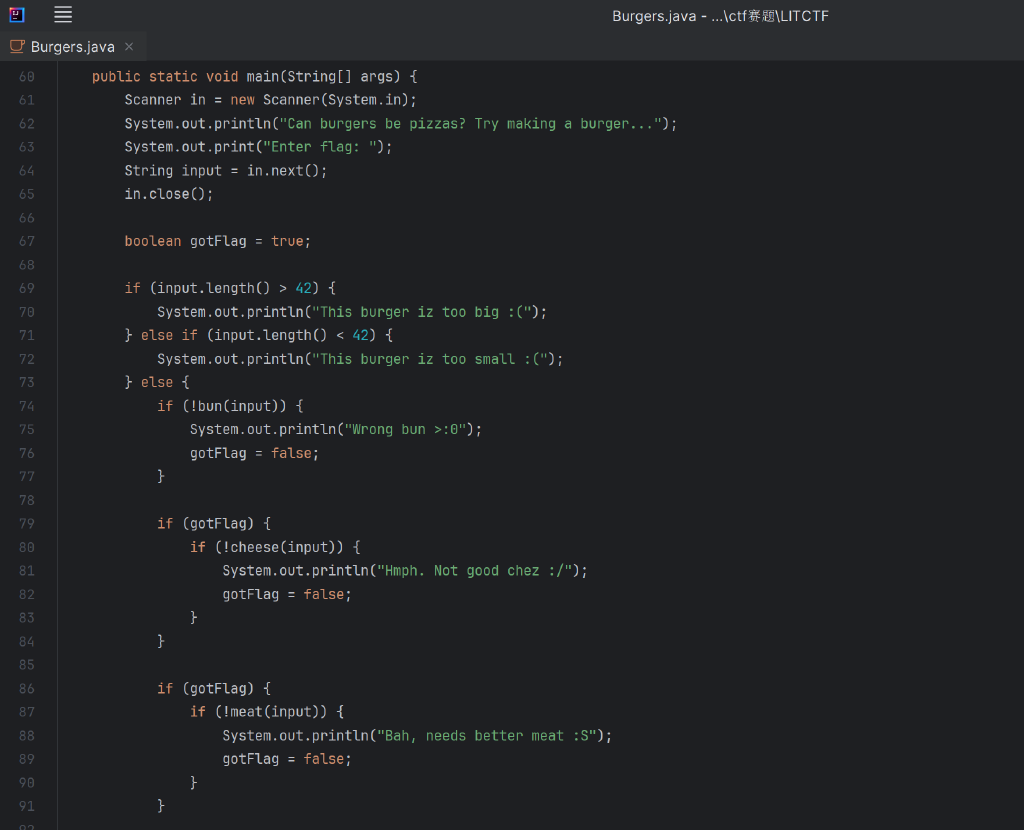 Burgers.java - ...\ctf赛题\LITCTF
Burgers.java ×
60 public static void main(String[] args) {
61 Scanner in = new Scanner(System.in);
62 System.out.println("Can burgers be pizzas? Try making a burger...");
63 System.out.print("Enter flag: ");
64 String input = in.next();
65 in.close();
66
67 boolean gotFlag = true;
68
69 if (input.length() > 42) {
70 System.out.println("This burger iz too big :(");
71 } else if (input.length() < 42) {
72 System.out.println("This burger iz too small :(");
73 } else {
74 if (!bun(input)) {
75 System.out.println("Wrong bun >:0");
76 gotFlag = false;
77 }
78
79 if (gotFlag) {
80 if (!cheese(input)) {
81 System.out.println("Hmph. Not good chez :/");
82 gotFlag = false;
83 }
84 }
85
86 if (gotFlag) {
87 if (!meat(input)) {
88 System.out.println("Bah, needs better meat :S");
89 gotFlag = false;
90 }
91 }